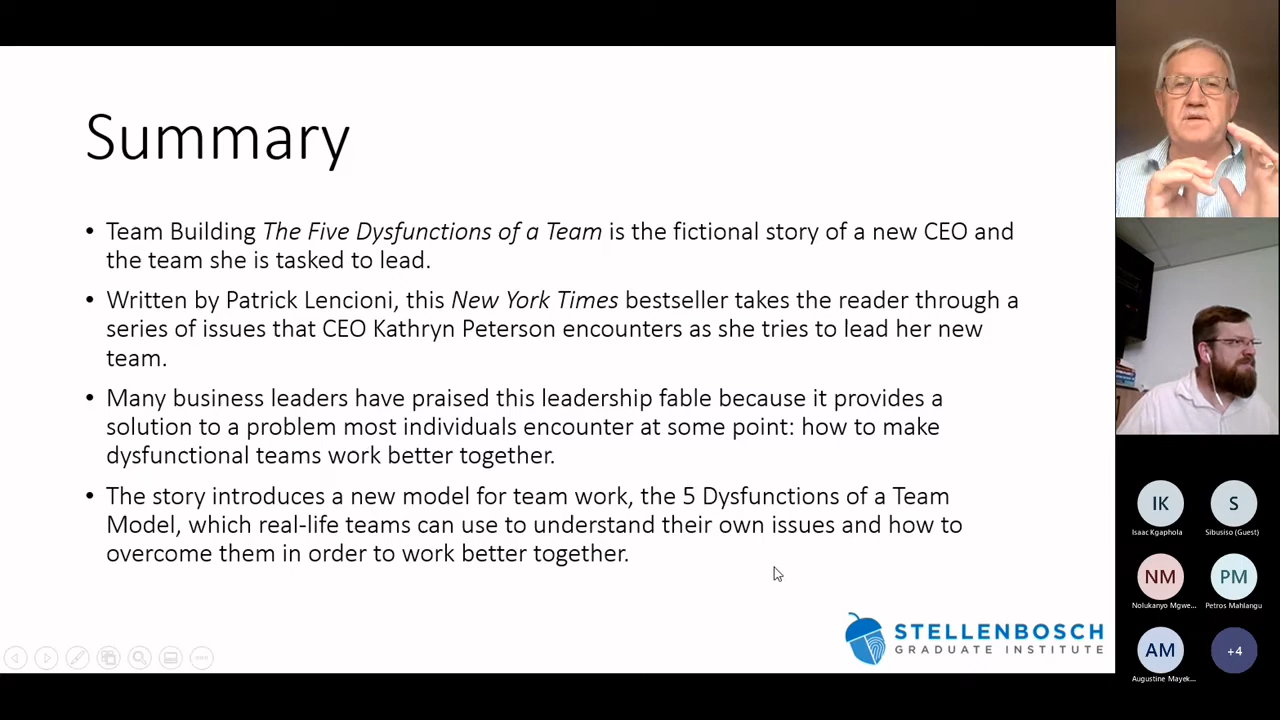 Summary
• Team Building The Five Dysfunctions of a Team is the fictional story of a new CEO and
the team she is tasked to lead.
• Written by Patrick Lencioni, this New York Times bestseller takes the reader through a
series of issues that CEO Kathryn Peterson encounters as she tries to lead her new
team.
• Many business leaders have praised this leadership fable because it provides a
solution to a problem most individuals encounter at some point: how to make
dysfunctional teams work better together.
• The story introduces a new model for team work, the 5 Dysfunctions of a Team
Model, which real-life teams can use to understand their own issues and how to
overcome them in order to work better together.
STELLENBOSCH
GRADUATE INSTITUTE
IK
Isaac Kgaphola
S
Sibusiso (Guest)
NM
Nolukanyo Mgwe...
PM
Petros Mahlangu
AM
Augustine Mayek...
+4